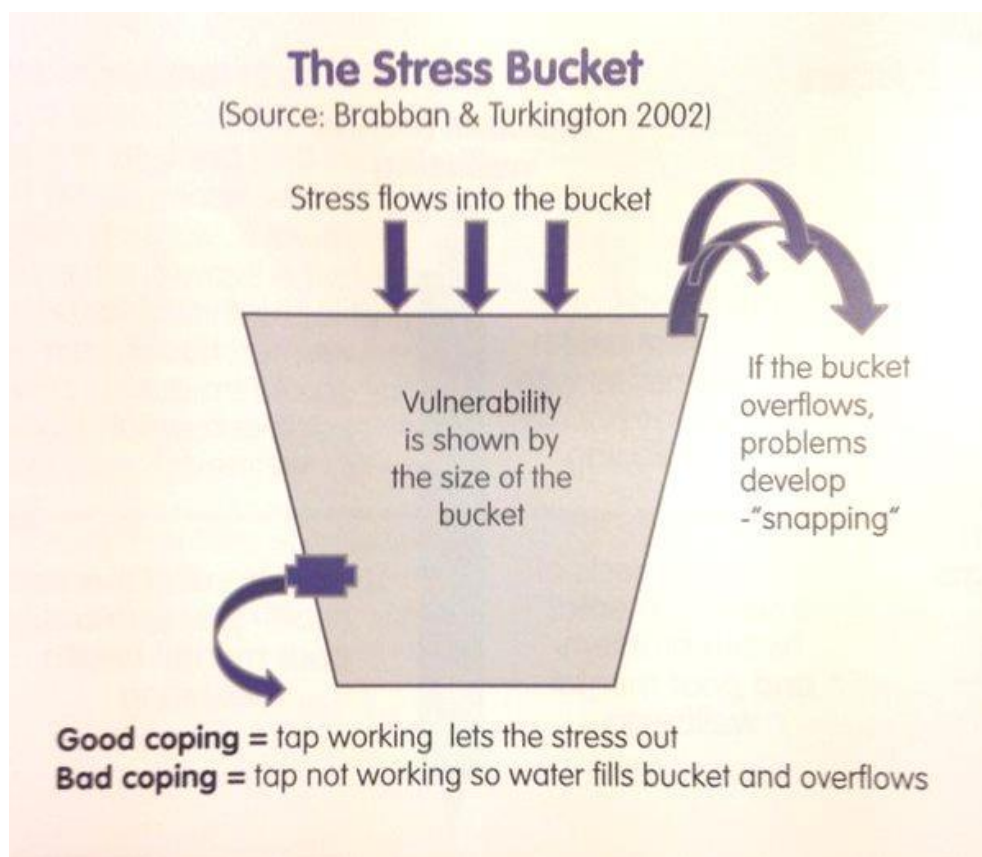 The Stress Bucket
(Source: Brabban & Turkington 2002)
Stress flows into the bucket
Vulnerability
is shown by
the size of the
bucket
If the bucket
overflows,
problems
develop
-"snapping"
Good coping = tap working lets the stress out
Bad coping = tap not working so water fills bucket and overflows